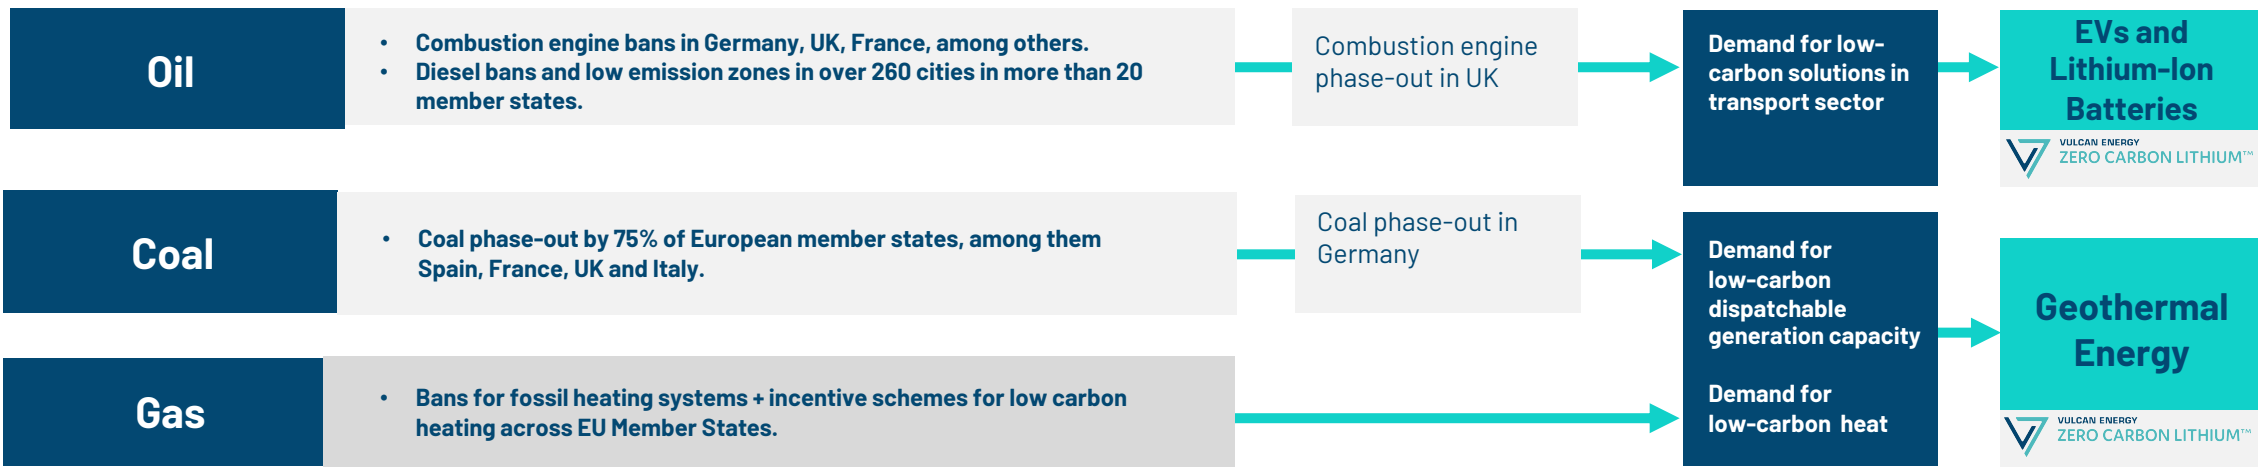 Oil
• Combustion engine bans in Germany, UK, France, among others.
• Diesel bans and low emission zones in over 260 cities in more than 20
member states.
Combustion engine
phase-out in UK
Demand for low-
carbon solutions in
transport sector
EVs and
Lithium-Ion
Batteries
VULCAN ENERGY
ZERO CARBON LITHIUM™
Coal
• Coal phase-out by 75% of European member states, among them
Spain, France, UK and Italy.
Coal phase-out in
Germany
Demand for
low-carbon
dispatchable
generation capacity
Gas
• Bans for fossil heating systems + incentive schemes for low carbon
heating across EU Member States.
Demand for
low-carbon heat
Geothermal
Energy
VULCAN ENERGY
ZERO CARBON LITHIUM™